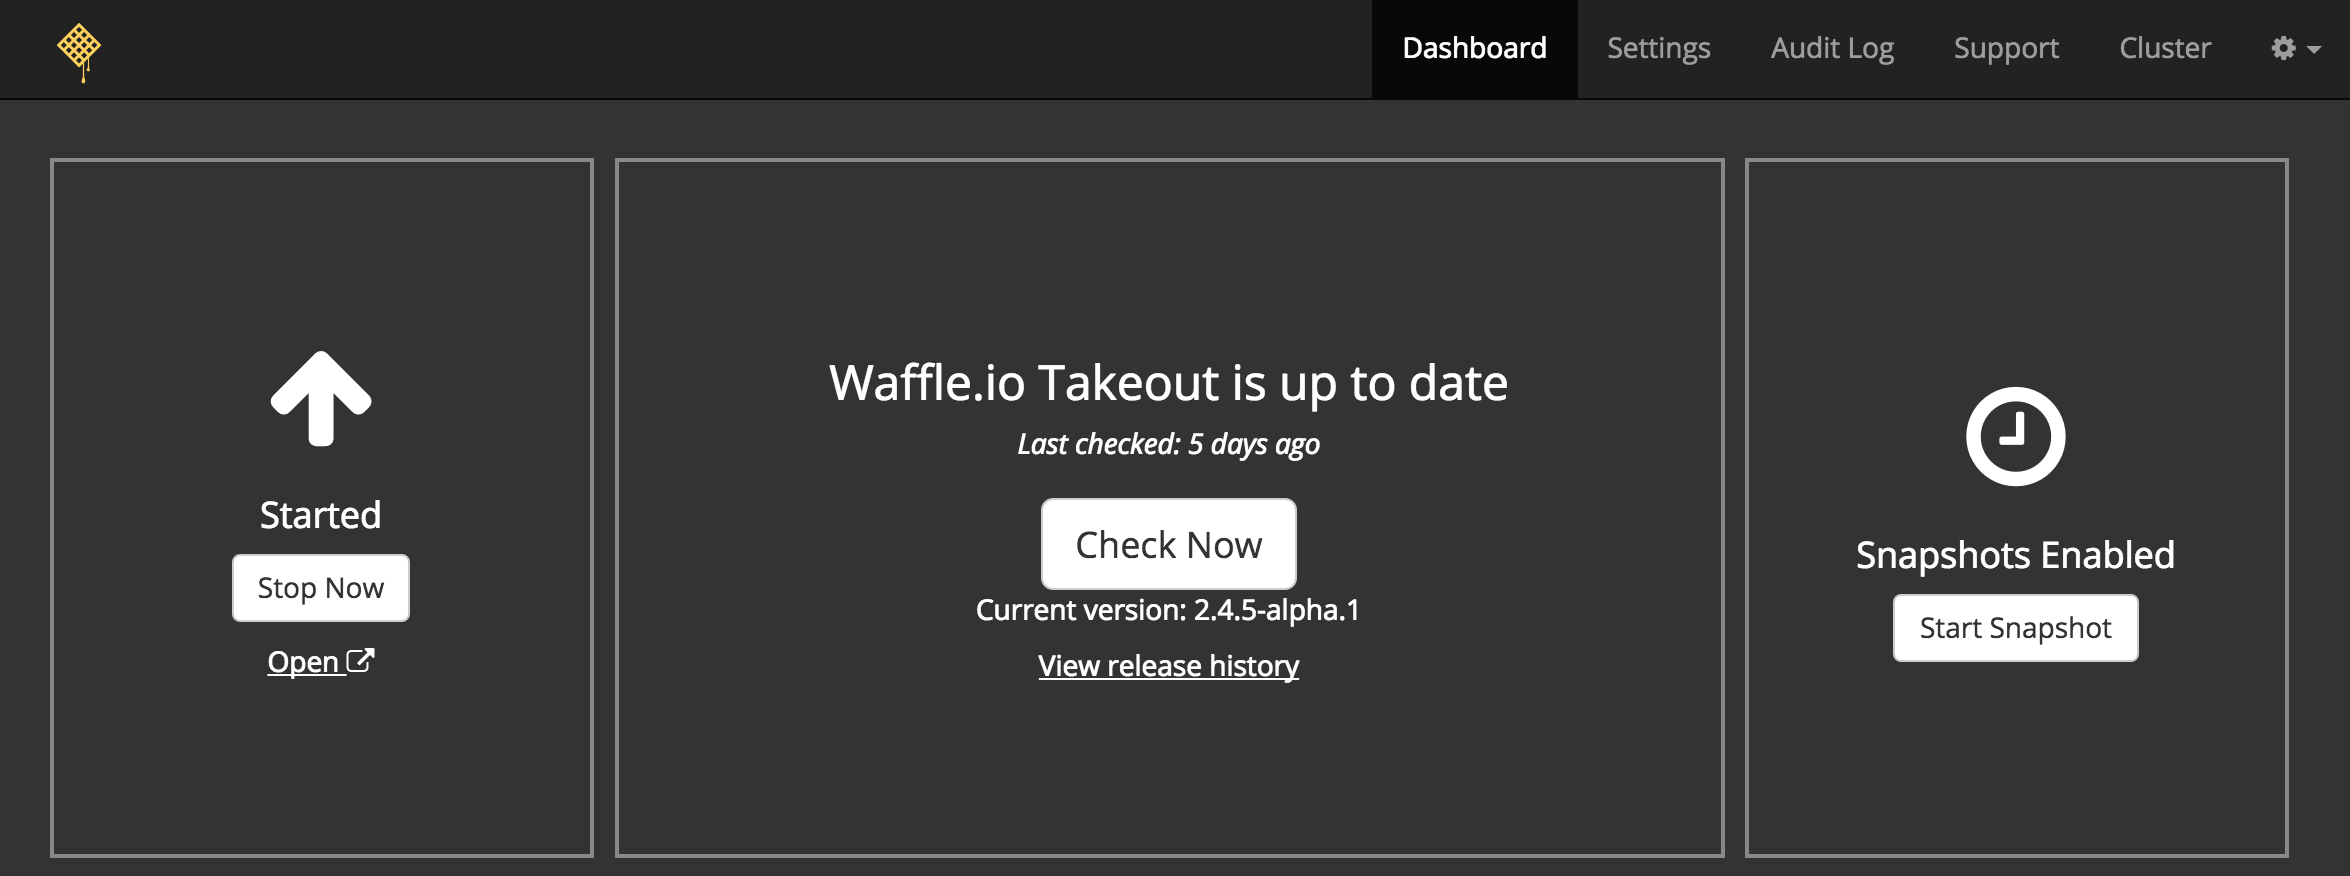 Dashboard
Settings
Audit Log
Support
Cluster
Started
Stop Now
Open
Waffle.io Takeout is up to date
Last checked: 5 days ago
Check Now
Current version: 2.4.5-alpha.1
View release history
Snapshots Enabled
Start Snapshot